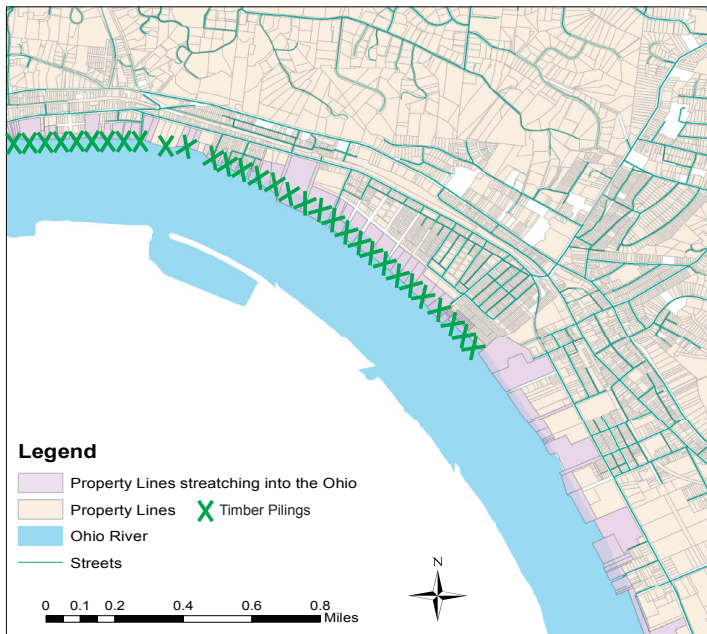 Legend
Property Lines streatching into the Ohio
Property Lines
Timber Pilings
Ohio River
Streets
N
0 0.1 0.2 0.4 0.6 0.8
Miles